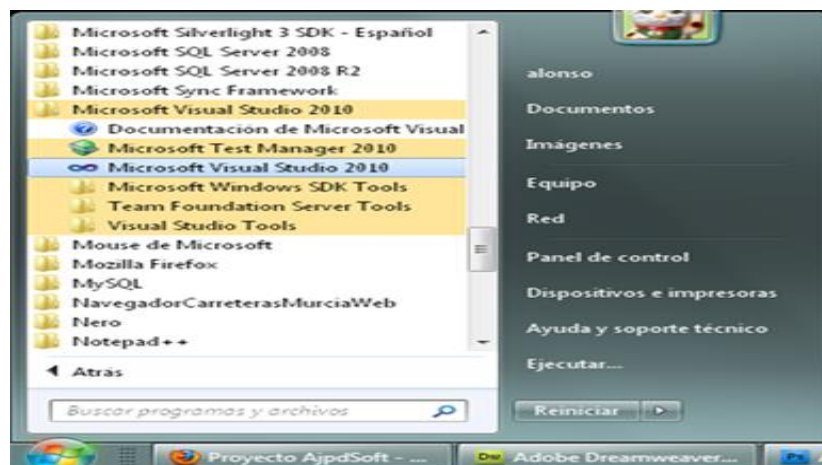 Microsoft Silverlight 3 SDK - Español
Microsoft SQL Server 2008
Microsoft SQL Server 2008 R2
Microsoft Sync Framework
Microsoft Visual Studio 2010
Documentación de Microsoft Visual
Microsoft Test Manager 2010
Microsoft Visual Studio 2010
Microsoft Windows SDK Tools
Team Foundation Server Tools
Visual Studio Tools
Mouse de Microsoft
Mozilla Firefox
MySQL
NavegadorCarreterasMurciaWeb
Nero
Notepad++
Atrás
Buscar programas y archivos
alonso
Documentos
Imágenes
Equipo
Red
Panel de control
Dispositivos e impresoras
Ayuda y soporte técnico
Ejecutar...
Reiniciar
Proyecto AjpdSoft - ...
Dw Adobe Dreamweaver...
Ps